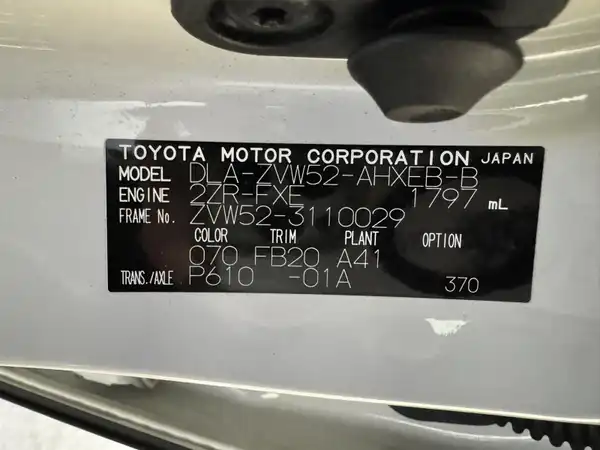 TOYOTA MOTOR CORPORATION JAPAN
MODEL DLA-ZVW52-AHXEB-B
ENGINE 2ZR-FXE 1797 mL
FRAME No. ZVW52-3110029
COLOR TRIM PLANT OPTION
070 FB20 A41
TRANS./AXLE P610 -01A 370